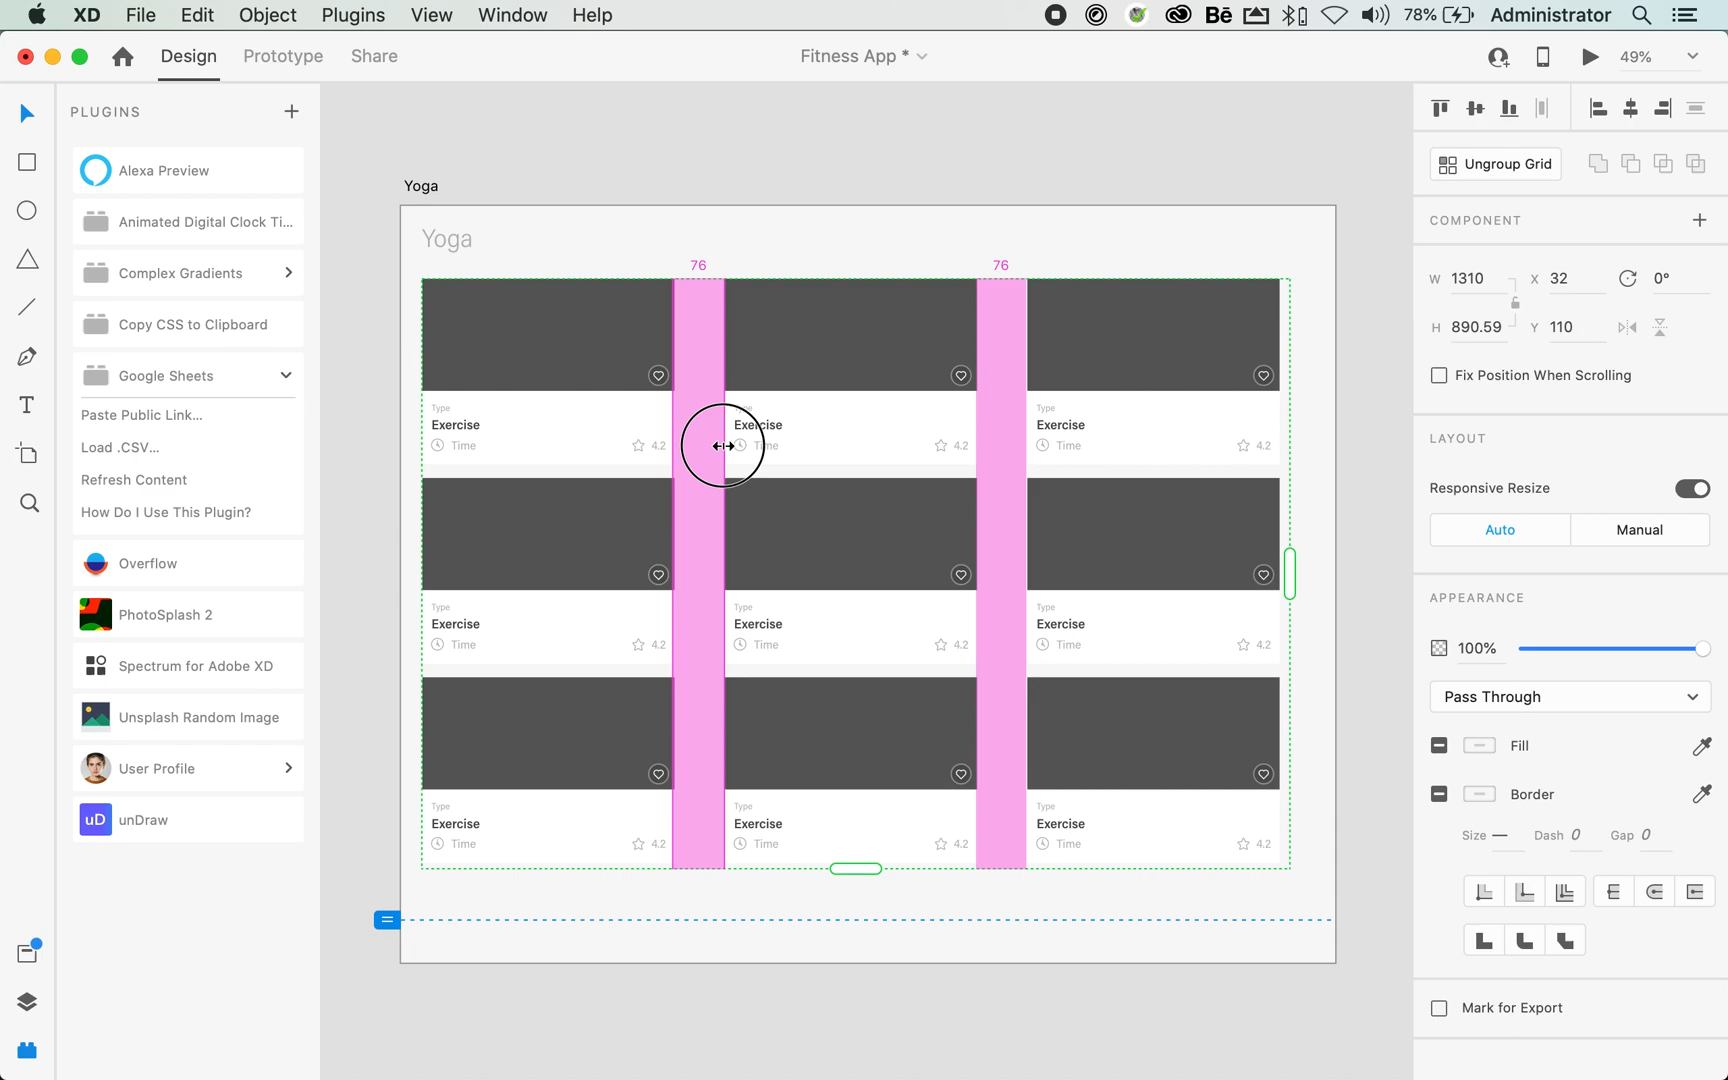 XD File Edit Object Plugins View Window Help Bē 78% Administrator
Design Prototype Share Fitness App * 49%
PLUGINS
Alexa Preview
Animated Digital Clock Ti...
Complex Gradients
Copy CSS to Clipboard
Google Sheets
Paste Public Link...
Load .CSV...
Refresh Content
How Do I Use This Plugin?
Overflow
PhotoSplash 2
Spectrum for Adobe XD
Unsplash Random Image
User Profile
uD unDraw
Yoga
Yoga
76 76
Type Type Type
Exercise Exercise Exercise
Time 4.2 Time 4.2 Time 4.2
Type Type Type
Exercise Exercise Exercise
Time 4.2 Time 4.2 Time 4.2
Type Type Type
Exercise Exercise Exercise
Time 4.2 Time 4.2 Time 4.2
Ungroup Grid
COMPONENT
W 1310 X 32 0°
H 890.59 Y 110
Fix Position When Scrolling
LAYOUT
Responsive Resize
Auto Manual
APPEARANCE
100%
Pass Through
Fill
Border
Size — Dash 0 Gap 0
Mark for Export